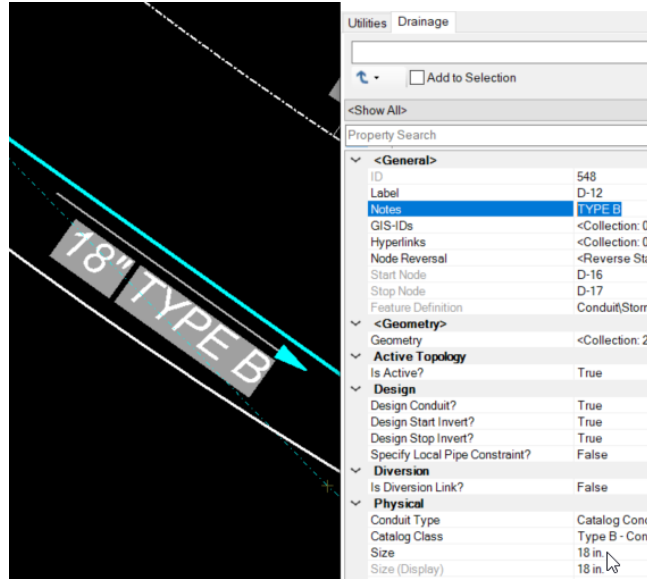 18" TYPE B
Utilities Drainage
Add to Selection
<Show All>
Property Search
<General>
ID 548
Label D-12
Notes TYPE B
GIS-IDs <Collection: 0
Hyperlinks <Collection: 0
Node Reversal <Reverse Sta
Start Node D-16
Stop Node D-17
Feature Definition Conduit\Storm
<Geometry>
Geometry <Collection: 2
Active Topology
Is Active? True
Design
Design Conduit? True
Design Start Invert? True
Design Stop Invert? True
Specify Local Pipe Constraint? False
Diversion
Is Diversion Link? False
Physical
Conduit Type Catalog Cond
Catalog Class Type B - Con
Size 18 in.
Size (Display) 18 in.